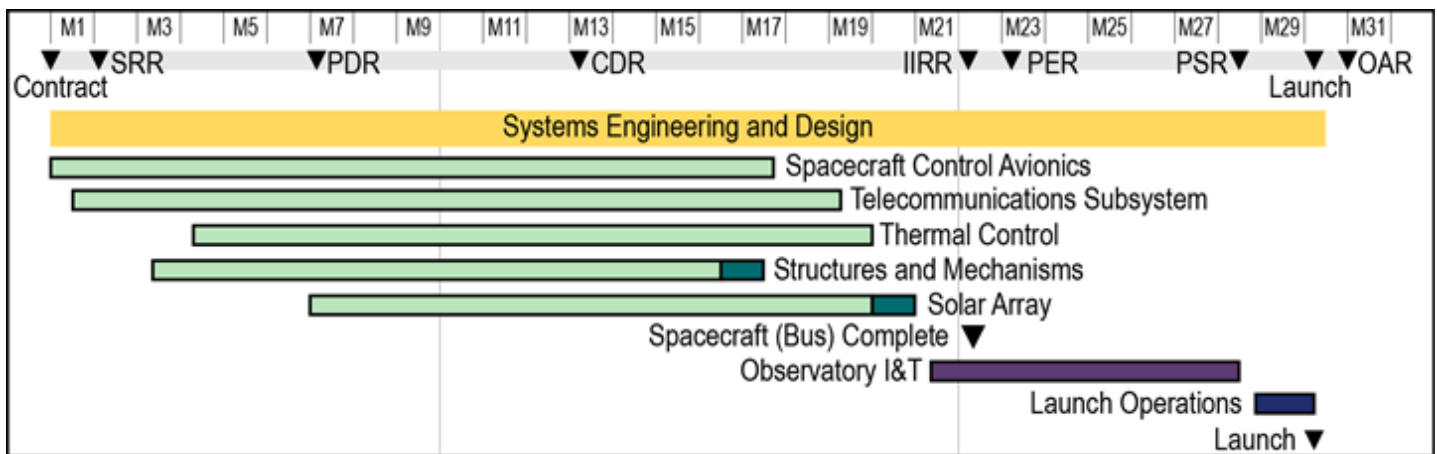 M1 M3 M5 M7 M9 M11 M13 M15 M17 M19 M21 M23 M25 M27 M29 M31
SRR PDR CDR IIRR PER PSR OAR
Contract Launch
Systems Engineering and Design
Spacecraft Control Avionics
Telecommunications Subsystem
Thermal Control
Structures and Mechanisms
Solar Array
Spacecraft (Bus) Complete
Observatory I&T
Launch Operations
Launch